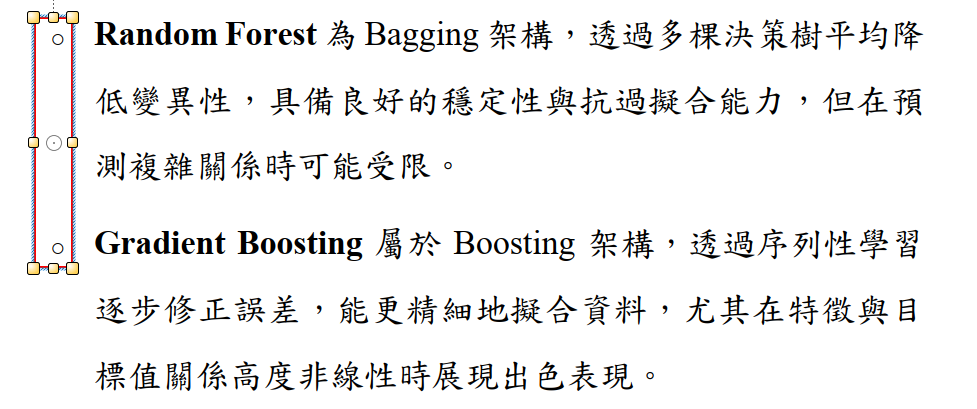 Random Forest 為 Bagging 架構，透過多棵決策樹平均降
低變異性，具備良好的穩定性與抗過擬合能力，但在預
測複雜關係時可能受限。
Gradient Boosting 屬於 Boosting 架構，透過序列性學習
逐步修正誤差，能更精細地擬合資料，尤其在特徵與目
標值關係高度非線性時展現出色表現。